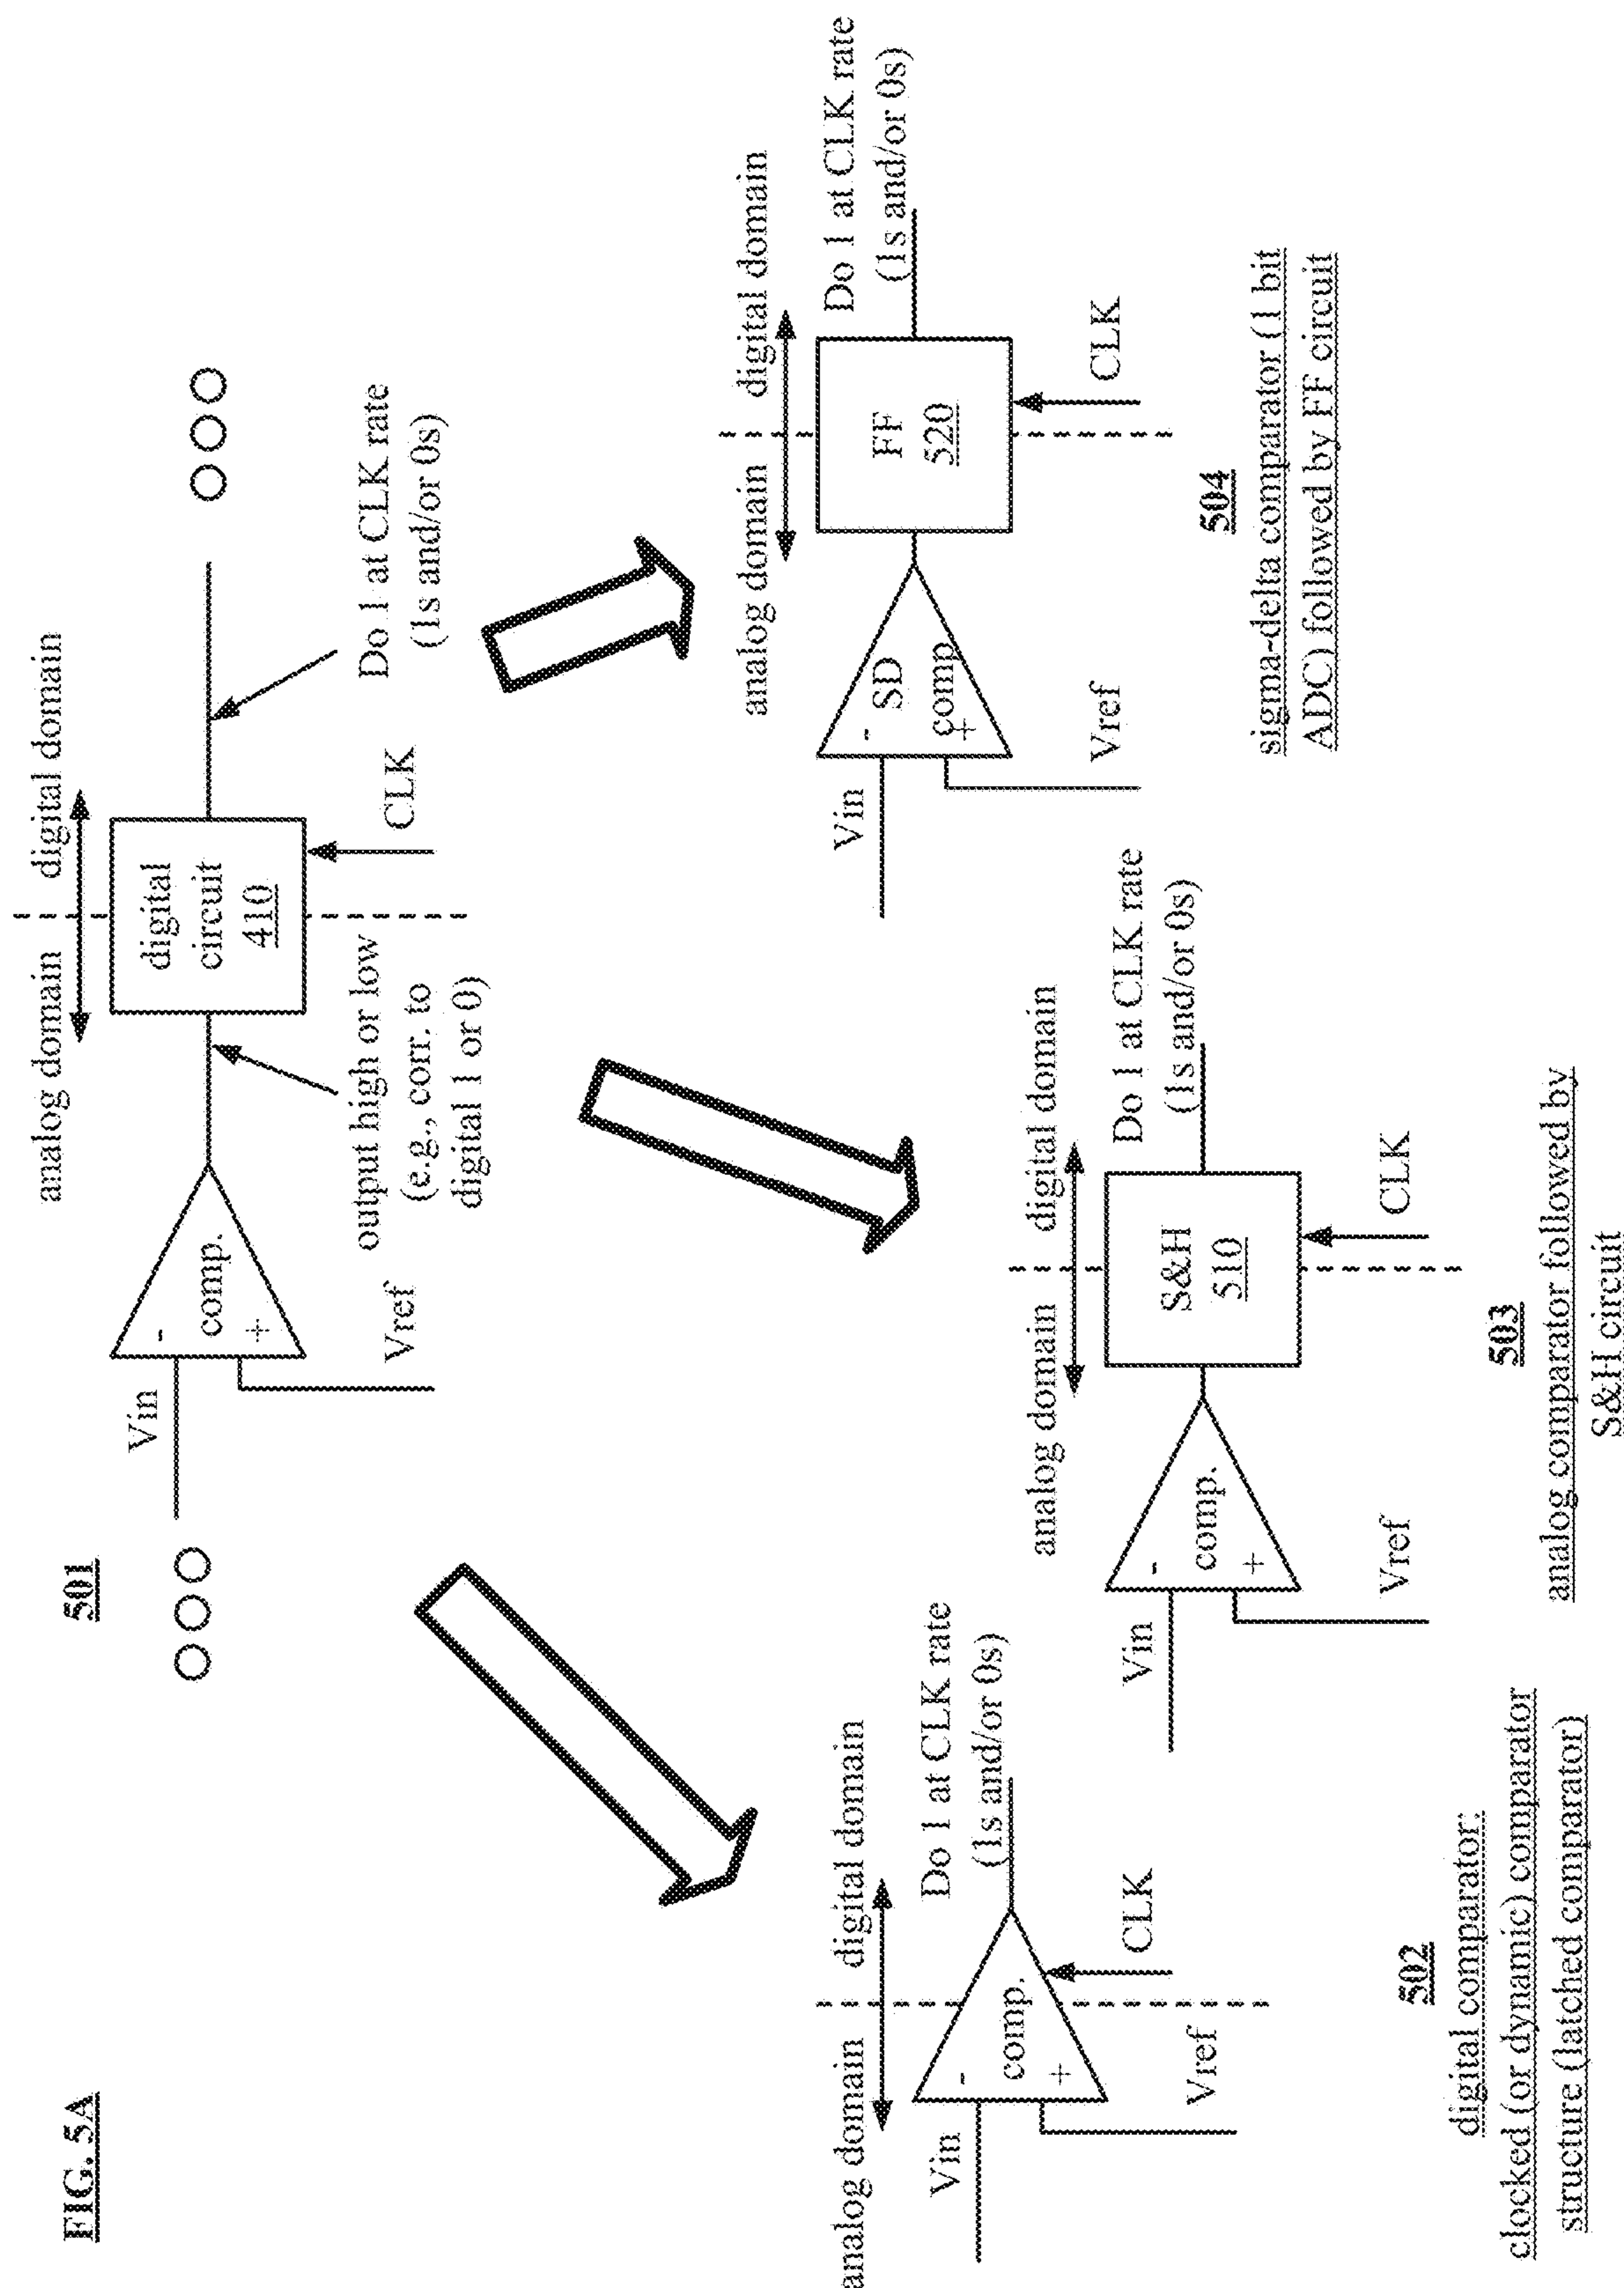 FIG. 5A
501
analog domain
digital domain
Vin
-
comp.
+
Vref
digital
circuit
410
CLK
output high or low
(e.g., corr. to
digital 1 or 0)
Do 1 at CLK rate
(1s and/or 0s)
analog domain
digital domain
Vin
-
comp.
+
Vref
CLK
Do 1 at CLK rate
(1s and/or 0s)
502
digital comparator:
clocked (or dynamic) comparator
structure (latched comparator)
analog domain
digital domain
Vin
-
comp.
+
Vref
S&H
510
CLK
Do 1 at CLK rate
(1s and/or 0s)
503
analog comparator followed by
S&H circuit
analog domain
digital domain
Vin
-
SD
comp
+
Vref
FF
520
CLK
Do 1 at CLK rate
(1s and/or 0s)
504
sigma-delta comparator (1 bit
ADC) followed by FF circuit